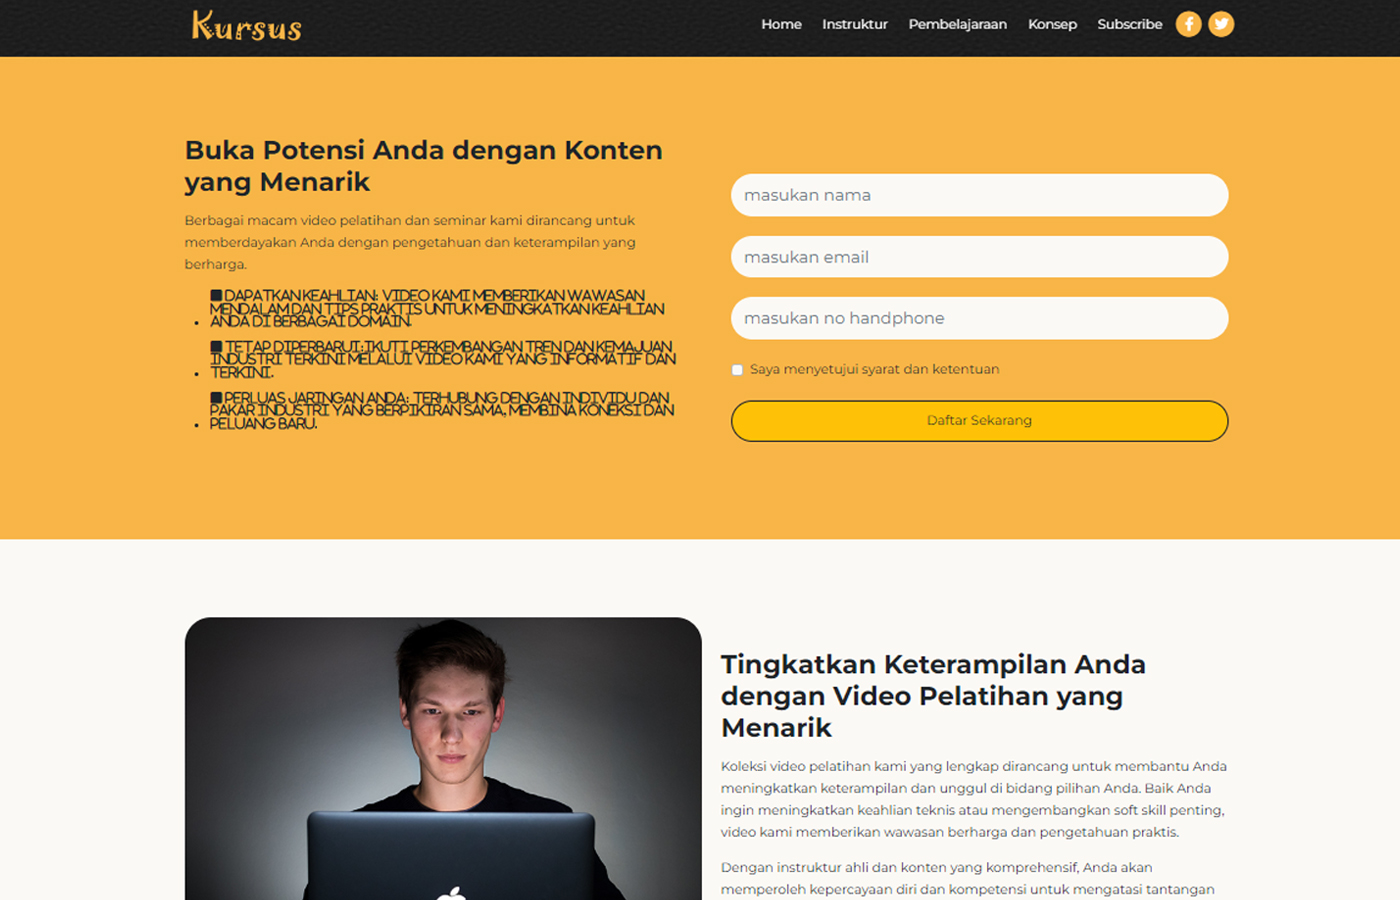 Kursus
Home Instruktur Pembelajaraan Konsep Subscribe
Buka Potensi Anda dengan Konten
yang Menarik
Berbagai macam video pelatihan dan seminar kami dirancang untuk
memberdayakan Anda dengan pengetahuan dan keterampilan yang
berharga.
DAPATKAN KEAHLIAN: VIDEO KAMI MEMBERIKAN WAWASAN
MENDALAM DAN TIPS PRAKTIS UNTUK MENINGKATKAN KEAHLIAN
ANDA DI BERBAGAI DOMAIN.
TETAP DIPERBARUI:IKUTI PERKEMBANGAN TREN DAN KEMAJUAN
INDUSTRI TERKINI MELALUI VIDEO KAMI YANG INFORMATIF DAN
TERKINI.
PERLUAS JARINGAN ANDA: TERHUBUNG DENGAN INDIVIDU DAN
PAKAR INDUSTRI YANG BERPIKIRAN SAMA, MEMBINA KONEKSI DAN
PELUANG BARU.
masukan nama
masukan email
masukan no handphone
Saya menyetujui syarat dan ketentuan
Daftar Sekarang
Tingkatkan Keterampilan Anda
dengan Video Pelatihan yang
Menarik
Koleksi video pelatihan kami yang lengkap dirancang untuk membantu Anda
meningkatkan keterampilan dan unggul di bidang pilihan Anda. Baik Anda
ingin meningkatkan keahlian teknis atau mengembangkan soft skill penting,
video kami memberikan wawasan berharga dan pengetahuan praktis.
Dengan instruktur ahli dan konten yang komprehensif, Anda akan
memperoleh kepercayaan diri dan kompetensi untuk mengatasi tantangan